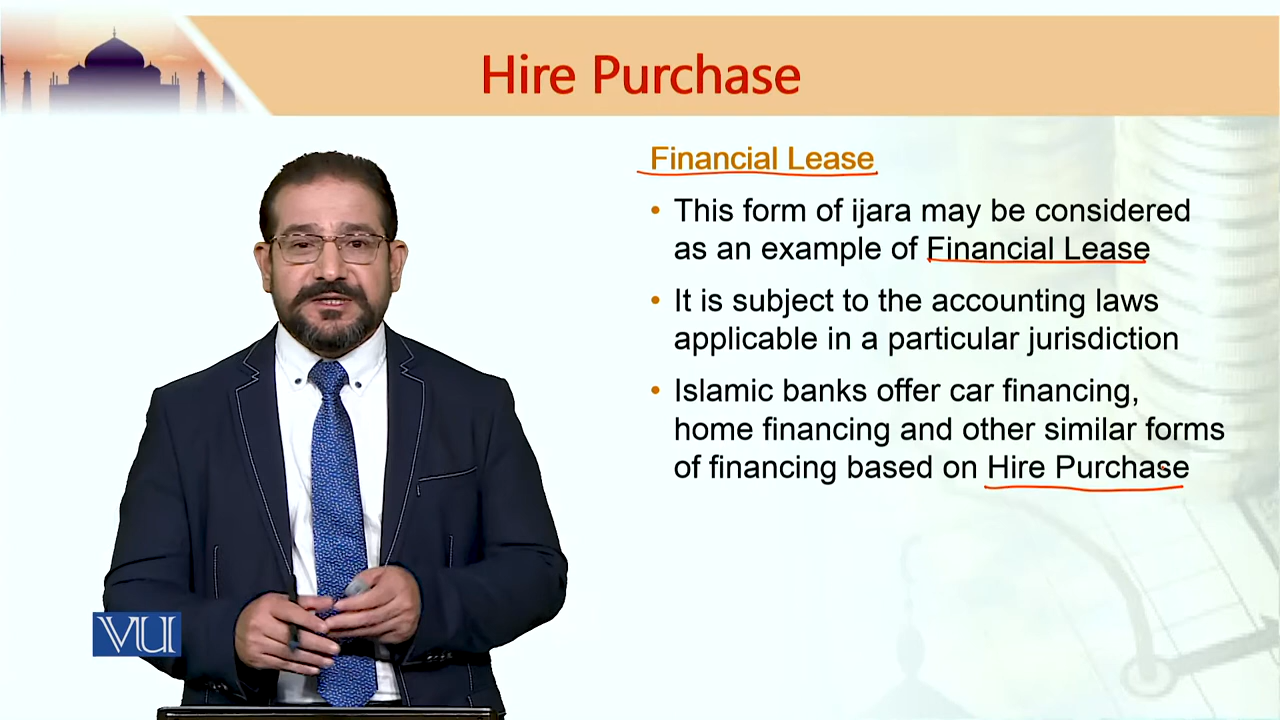 Hire Purchase
Financial Lease
• This form of ijara may be considered
as an example of Financial Lease
• It is subject to the accounting laws
applicable in a particular jurisdiction
• Islamic banks offer car financing,
home financing and other similar forms
of financing based on Hire Purchase
VU